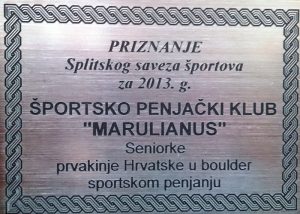 PRIZNANJE
Splitskog saveza športova
za 2013. g.
ŠPORTSKO PENJAČKI KLUB
"MARULIANUS"
Seniorke
prvakinje Hrvatske u boulder
sportskom penjanju